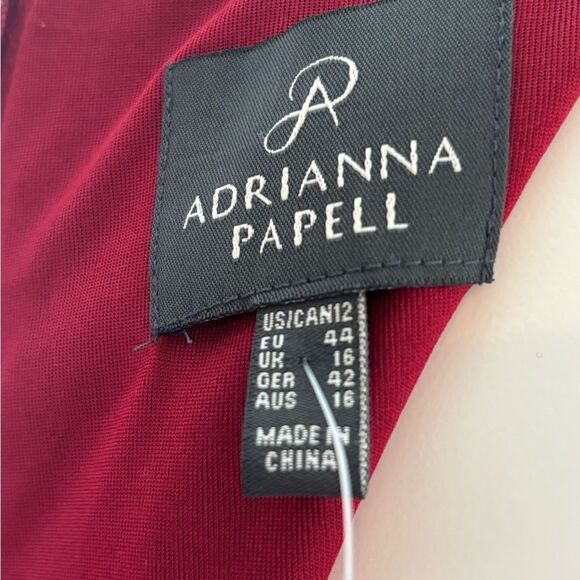 AP
ADRIANNA
PAPELL
US/CAN12
EU 44
UK 16
GER 42
AUS 16
MADE IN
CHINA